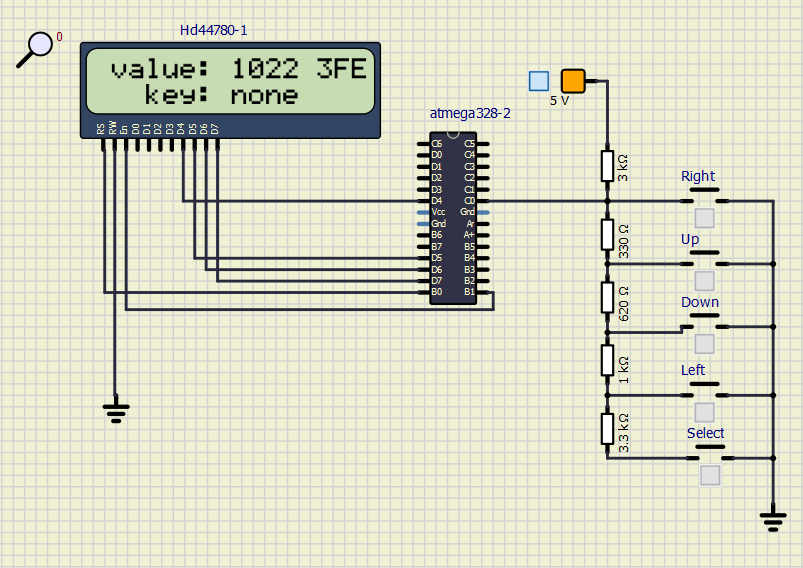 Hd44780-1
0
value: 1022 3FE
key: none
RS RW En D0 D1 D2 D3 D4 D5 D6 D7
5 V
atmega328-2
C6 C5
D0 C4
D1 C3
D2 C2
D3 C1
D4 C0
Vcc Gnd
Gnd Ar
B6 A+
B7 B5
D5 B4
D6 B3
D7 B2
B0 B1
3 kΩ
330 Ω
620 Ω
1 kΩ
3.3 kΩ
Right
Up
Down
Left
Select